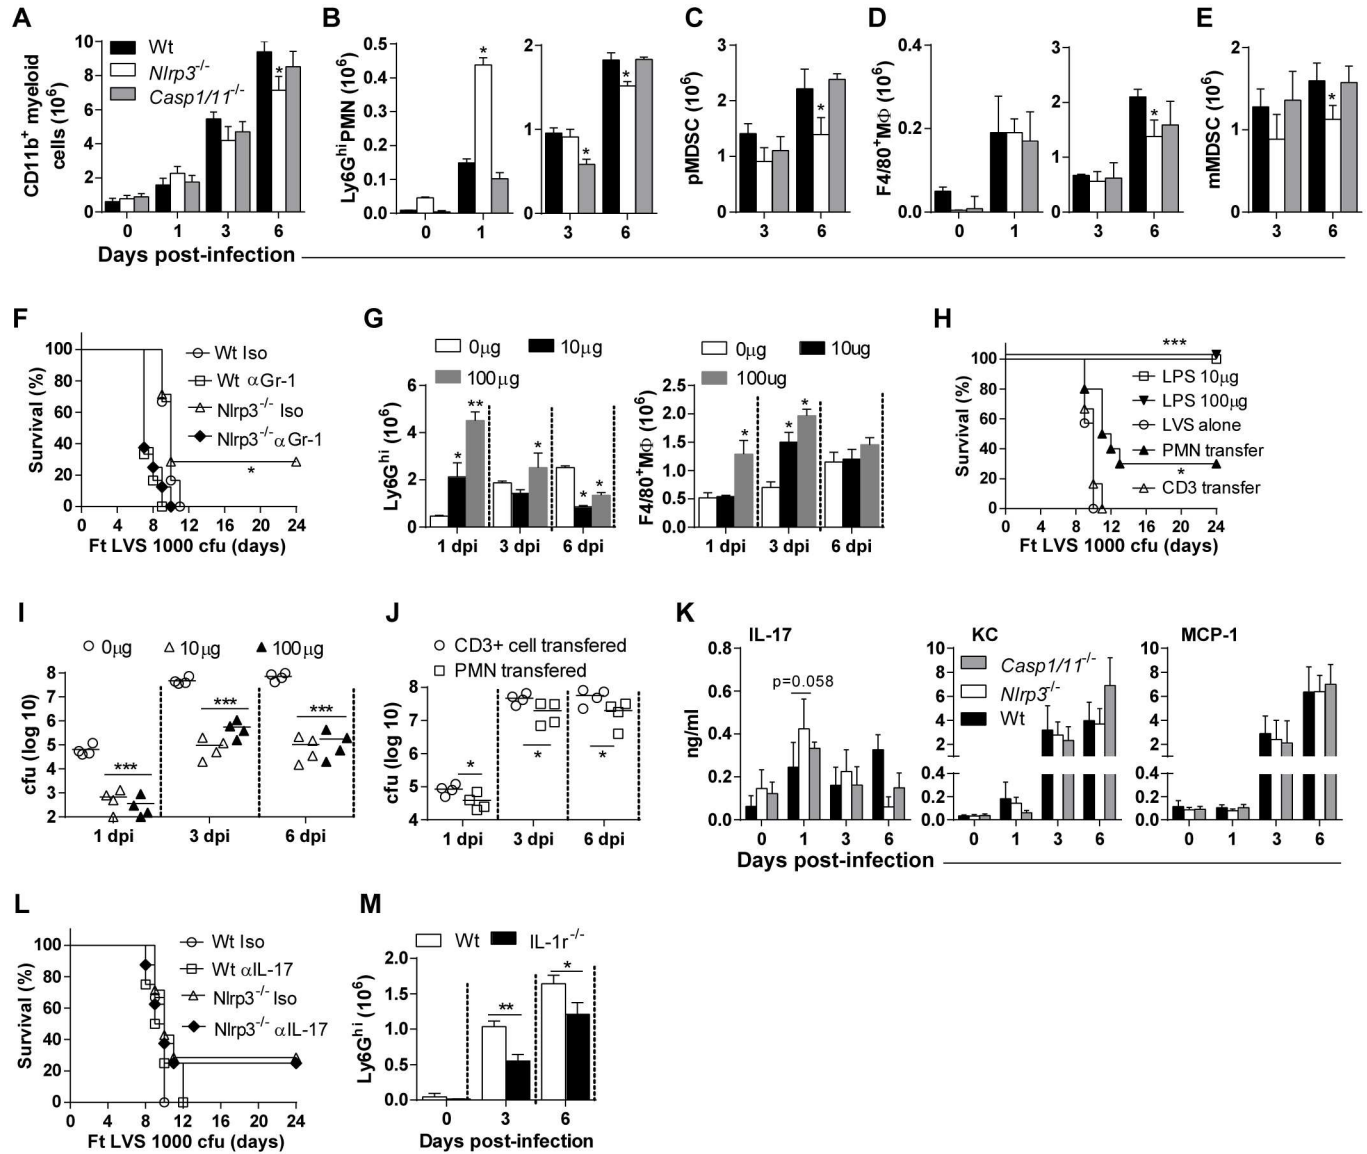 A
CD11b⁺ myeloid
cells (10⁶)
10
8
6
4
2
0
Wt
Nlrp3⁻/⁻
Casp1/11⁻/⁻
*
0 1 3 6
Days post-infection
B
Ly6Gʰⁱ PMN (10⁶)
0.5
0.4
0.3
0.2
0.1
0.0
*
0 1
2
1
0
* *
3 6
C
pMDSC (10⁶)
3
2
1
0
*
3 6
D
F4/80⁺MΦ (10⁶)
0.4
0.2
0.0
0 1
3
2
1
0
*
3 6
E
mMDSC (10⁶)
2
1
0
*
3 6
F
Survival (%)
100
80
60
40
20
0
Wt Iso
Wt αGr-1
Nlrp3⁻/⁻ Iso
Nlrp3⁻/⁻αGr-1
*
0 4 8 12 16 20 24
Ft LVS 1000 cfu (days)
G
0µg 10µg
100µg
Ly6Gʰⁱ (10⁶)
6
4
2
0
* ** * * *
1 dpi 3 dpi 6 dpi
0µg 10ug
100ug
F4/80⁺MΦ (10⁶)
2.5
2.0
1.5
1.0
0.5
0.0
* * *
1 dpi 3 dpi 6 dpi
H
Survival (%)
100
80
60
40
20
0
***
LPS 10µg
LPS 100µg
LVS alone
PMN transfer
*
CD3 transfer
0 4 8 12 16 20 24
Ft LVS 1000 cfu (days)
I
0µg 10µg 100µg
cfu (log 10)
8
7
6
5
4
3
2
*** *** ***
1 dpi 3 dpi 6 dpi
J
CD3+ cell transfered
PMN transfered
cfu (log 10)
8
7
6
5
4
* * *
1 dpi 3 dpi 6 dpi
K
IL-17
ng/ml
0.8
0.6
0.4
0.2
0.0
p=0.058
0 1 3 6
Days post-infection
KC
10
8
6
4
2
0.4
0.2
0.0
Casp1/11⁻/⁻
Nlrp3⁻/⁻
Wt
0 1 3 6
MCP-1
10
8
6
4
2
0.4
0.2
0.0
0 1 3 6
L
Survival (%)
100
80
60
40
20
0
Wt Iso
Wt αIL-17
Nlrp3⁻/⁻ Iso
Nlrp3⁻/⁻ αIL-17
0 4 8 12 16 20 24
Ft LVS 1000 cfu (days)
M
Wt IL-1r⁻/⁻
Ly6Gʰⁱ (10⁶)
2.0
1.5
1.0
0.5
0.0
** *
0 3 6
Days post-infection